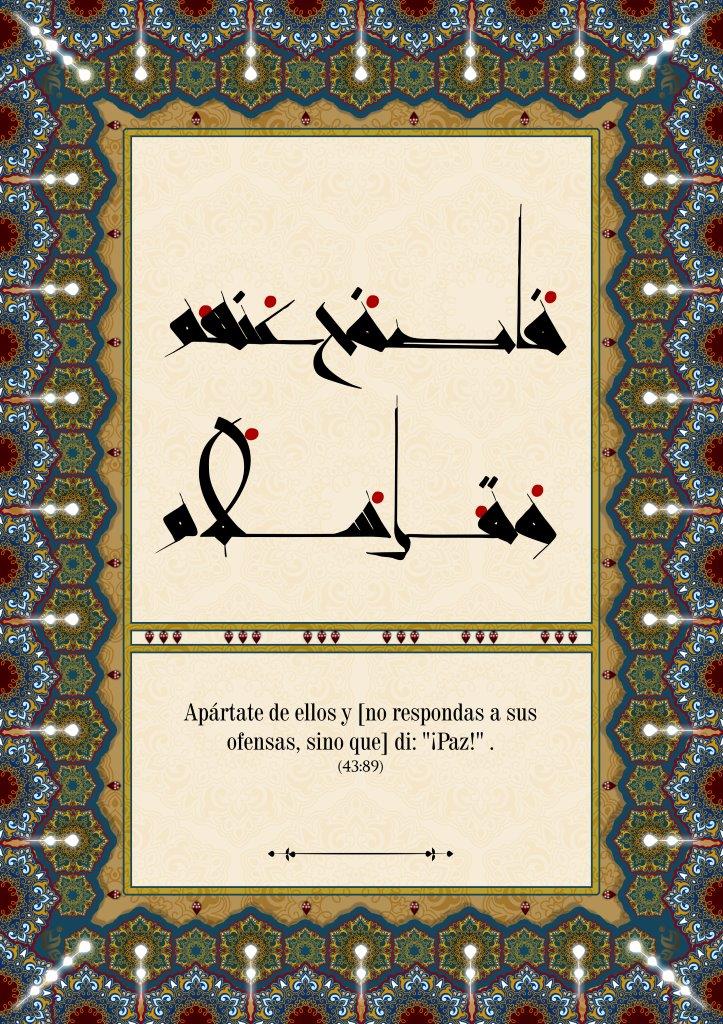 فاصفح عنهم
وقل سلام
Apártate de ellos y [no respondas a sus
ofensas, sino que] di: "¡Paz!" .
(43:89)